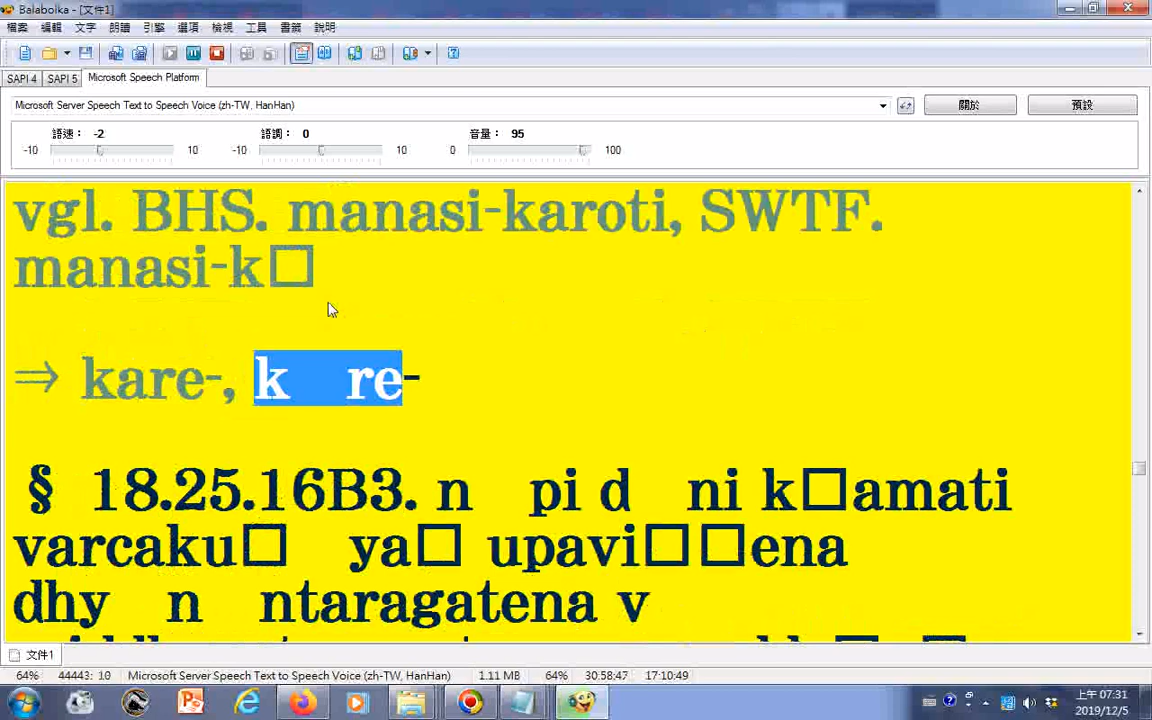 Balabolka - [文件1]
檔案 編輯 文字 朗讀 引擎 選項 檢視 工具 書籤 說明
SAPI 4 SAPI 5 Microsoft Speech Platform
Microsoft Server Speech Text to Speech Voice (zh-TW, HanHan) 關於 預設
語速： -2 語調： 0 音量： 95
-10 10 -10 10 0 100
vgl. BHS. manasi-karoti, SWTF.
manasi-k□
⇒ kare-, k re-
§ 18.25.16B3. n pi d ni k□amati
varcaku□ ya□ upavi□□ena
dhy n ntaragatena v
文件1
64% 44443: 10 Microsoft Server Speech Text to Speech Voice (zh-TW, HanHan) 1.11 MB 64% 30:58:47 17:10:49
上午 07:31
2019/12/5